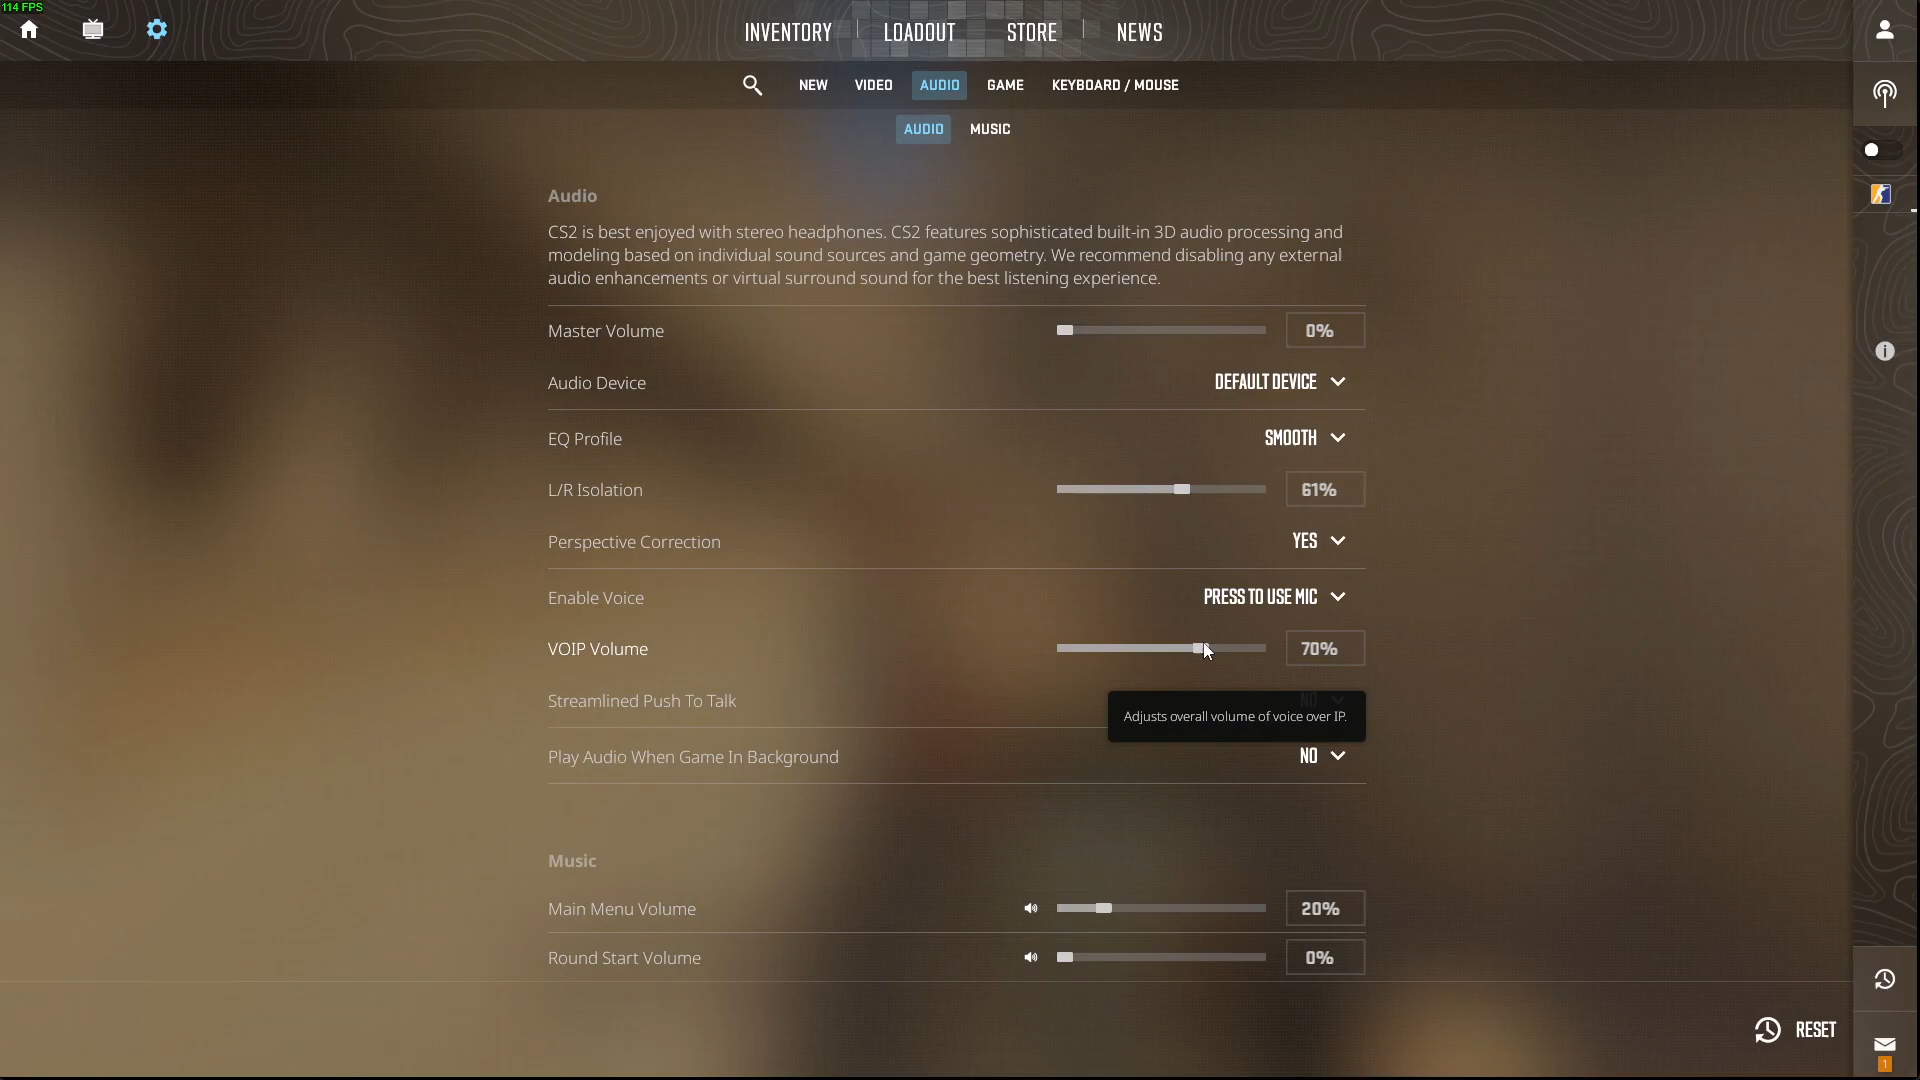 114 FPS
INVENTORY LOADOUT STORE NEWS
NEW VIDEO AUDIO GAME KEYBOARD / MOUSE
AUDIO MUSIC
Audio
CS2 is best enjoyed with stereo headphones. CS2 features sophisticated built-in 3D audio processing and
modeling based on individual sound sources and game geometry. We recommend disabling any external
audio enhancements or virtual surround sound for the best listening experience.
Master Volume 0%
Audio Device DEFAULT DEVICE
EQ Profile SMOOTH
L/R Isolation 61%
Perspective Correction YES
Enable Voice PRESS TO USE MIC
VOIP Volume 70%
Streamlined Push To Talk NO
Adjusts overall volume of voice over IP.
Play Audio When Game In Background NO
Music
Main Menu Volume 20%
Round Start Volume 0%
RESET
1